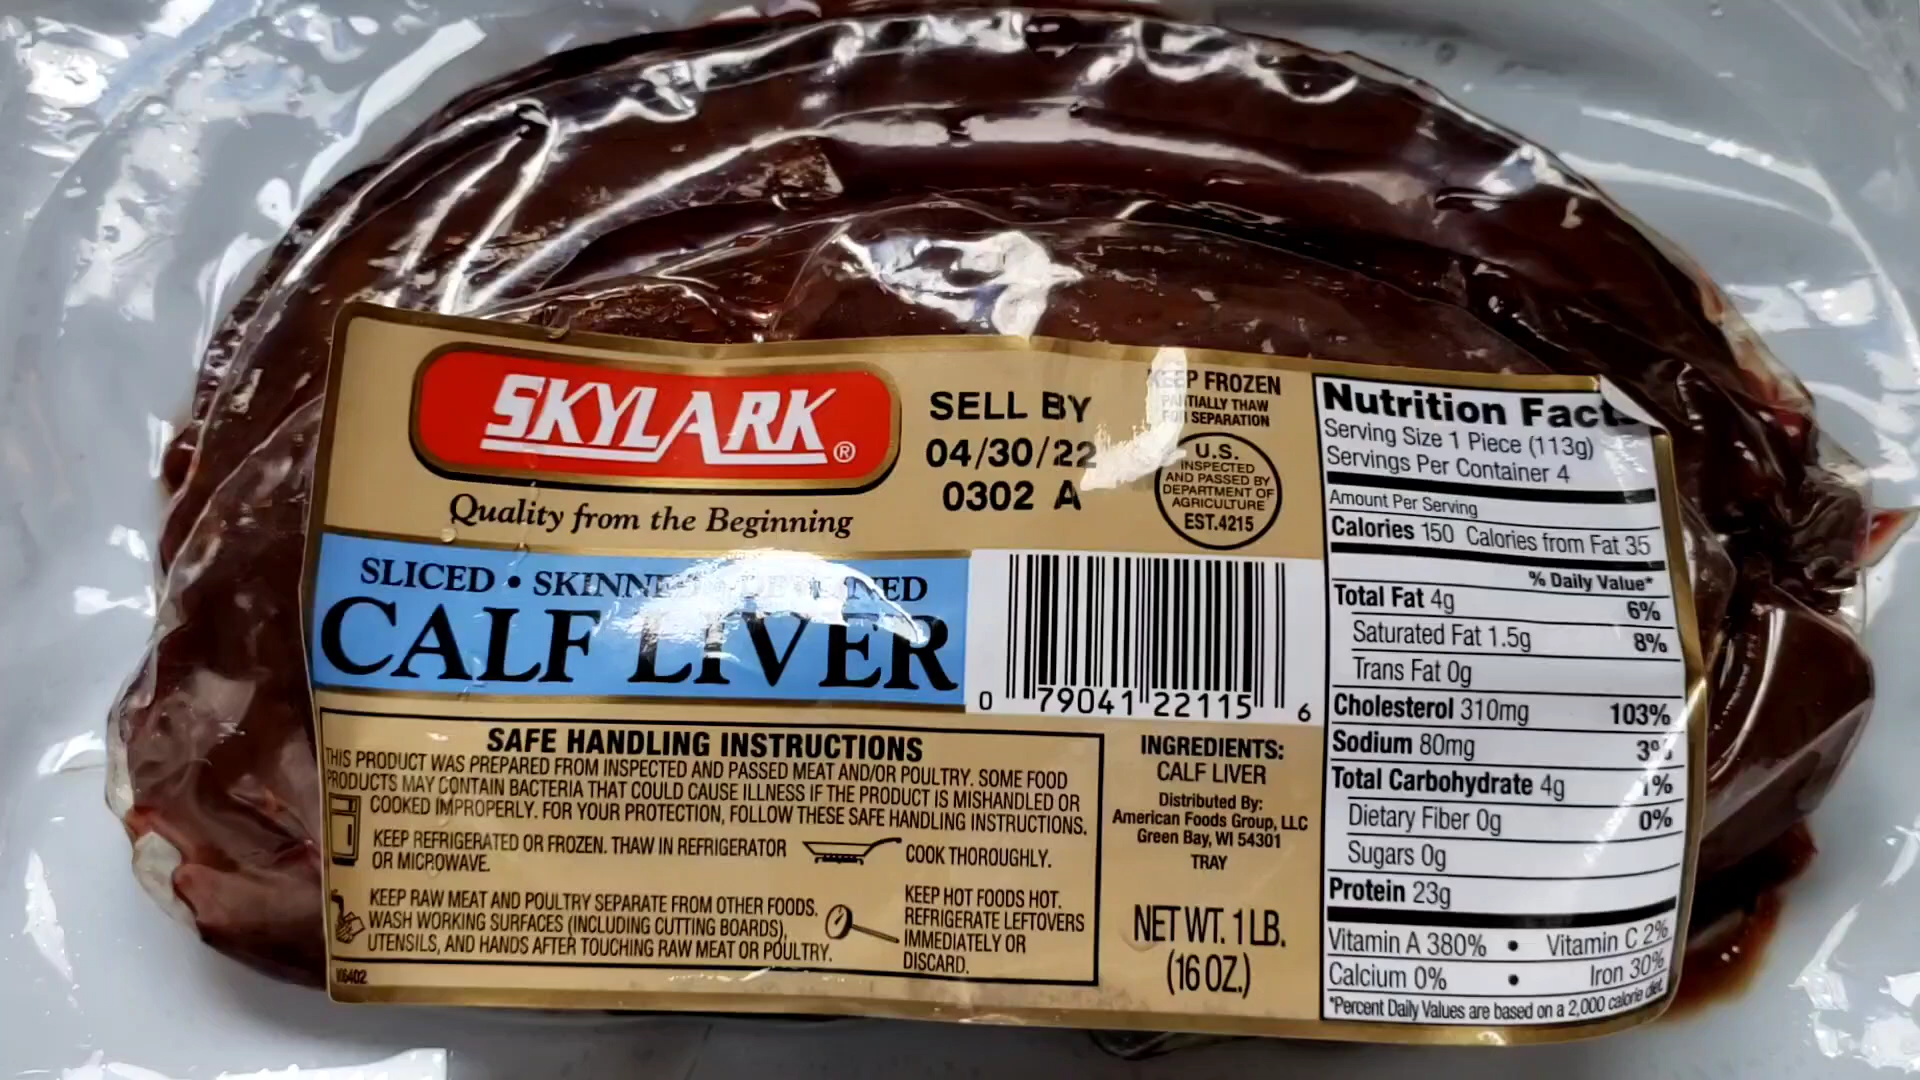 SKYLARK®
Quality from the Beginning
SELL BY
04/30/22
0302 A
KEEP FROZEN
PARTIALLY THAW
FOR SEPARATION
U.S.
INSPECTED
AND PASSED BY
DEPARTMENT OF
AGRICULTURE
EST.4215
SLICED • SKINNED
CALF LIVER
0 79041 22115 6
SAFE HANDLING INSTRUCTIONS
THIS PRODUCT WAS PREPARED FROM INSPECTED AND PASSED MEAT AND/OR POULTRY. SOME FOOD
PRODUCTS MAY CONTAIN BACTERIA THAT COULD CAUSE ILLNESS IF THE PRODUCT IS MISHANDLED OR
COOKED IMPROPERLY. FOR YOUR PROTECTION, FOLLOW THESE SAFE HANDLING INSTRUCTIONS.
KEEP REFRIGERATED OR FROZEN. THAW IN REFRIGERATOR
OR MICROWAVE.
COOK THOROUGHLY.
KEEP RAW MEAT AND POULTRY SEPARATE FROM OTHER FOODS.
WASH WORKING SURFACES (INCLUDING CUTTING BOARDS),
UTENSILS, AND HANDS AFTER TOUCHING RAW MEAT OR POULTRY.
KEEP HOT FOODS HOT.
REFRIGERATE LEFTOVERS
IMMEDIATELY OR
DISCARD.
INGREDIENTS:
CALF LIVER
Distributed By:
American Foods Group, LLC
Green Bay, WI 54301
TRAY
NET WT. 1 LB.
(16 OZ.)
Nutrition Facts
Serving Size 1 Piece (113g)
Servings Per Container 4
Amount Per Serving
Calories 150 Calories from Fat 35
% Daily Value*
Total Fat 4g 6%
Saturated Fat 1.5g 8%
Trans Fat 0g
Cholesterol 310mg 103%
Sodium 80mg 3%
Total Carbohydrate 4g 1%
Dietary Fiber 0g 0%
Sugars 0g
Protein 23g
Vitamin A 380% • Vitamin C 2%
Calcium 0% • Iron 30%
*Percent Daily Values are based on a 2,000 calorie diet.